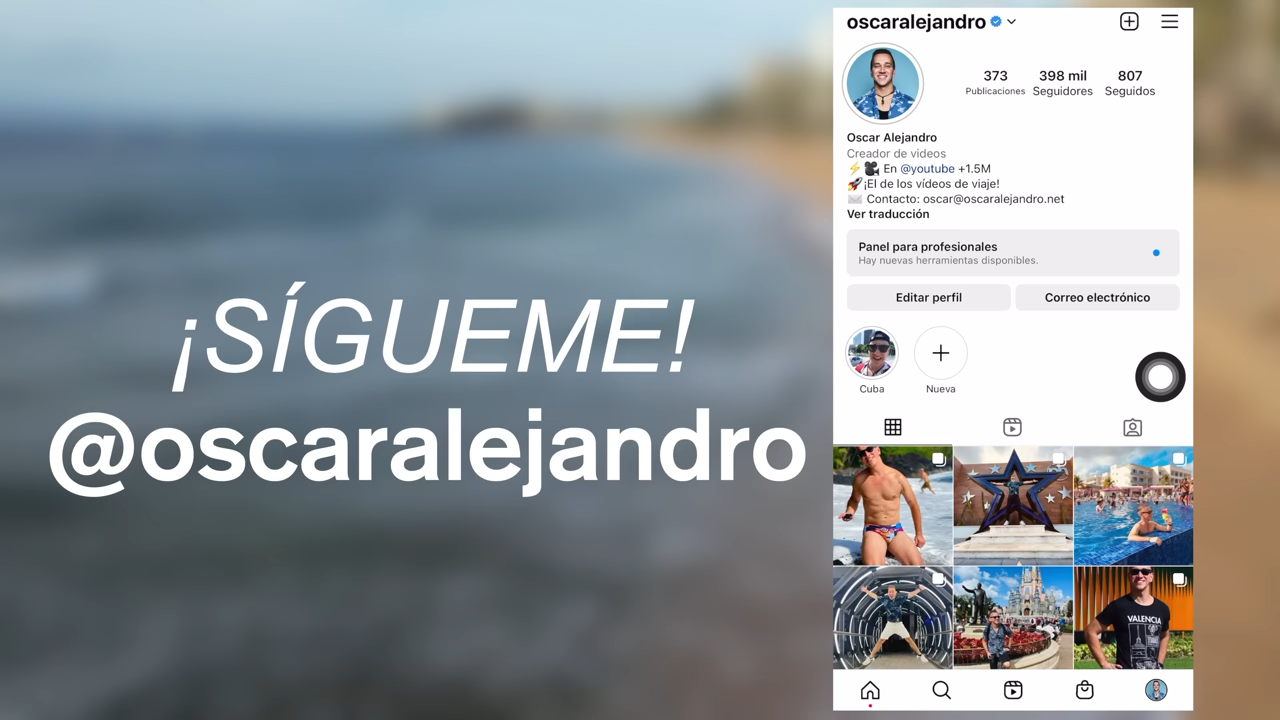 ¡SÍGUEME!
@oscaralejandro
oscaralejandro
373
398 mil
807
Publicaciones
Seguidores
Seguidos
Oscar Alejandro
Creador de videos
⚡🎥 En @youtube +1.5M
🚀¡El de los vídeos de viaje!
✉️ Contacto: oscar@oscaralejandro.net
Ver traducción
Panel para profesionales
Hay nuevas herramientas disponibles.
Editar perfil
Correo electrónico
Cuba
Nueva
VALENCIA